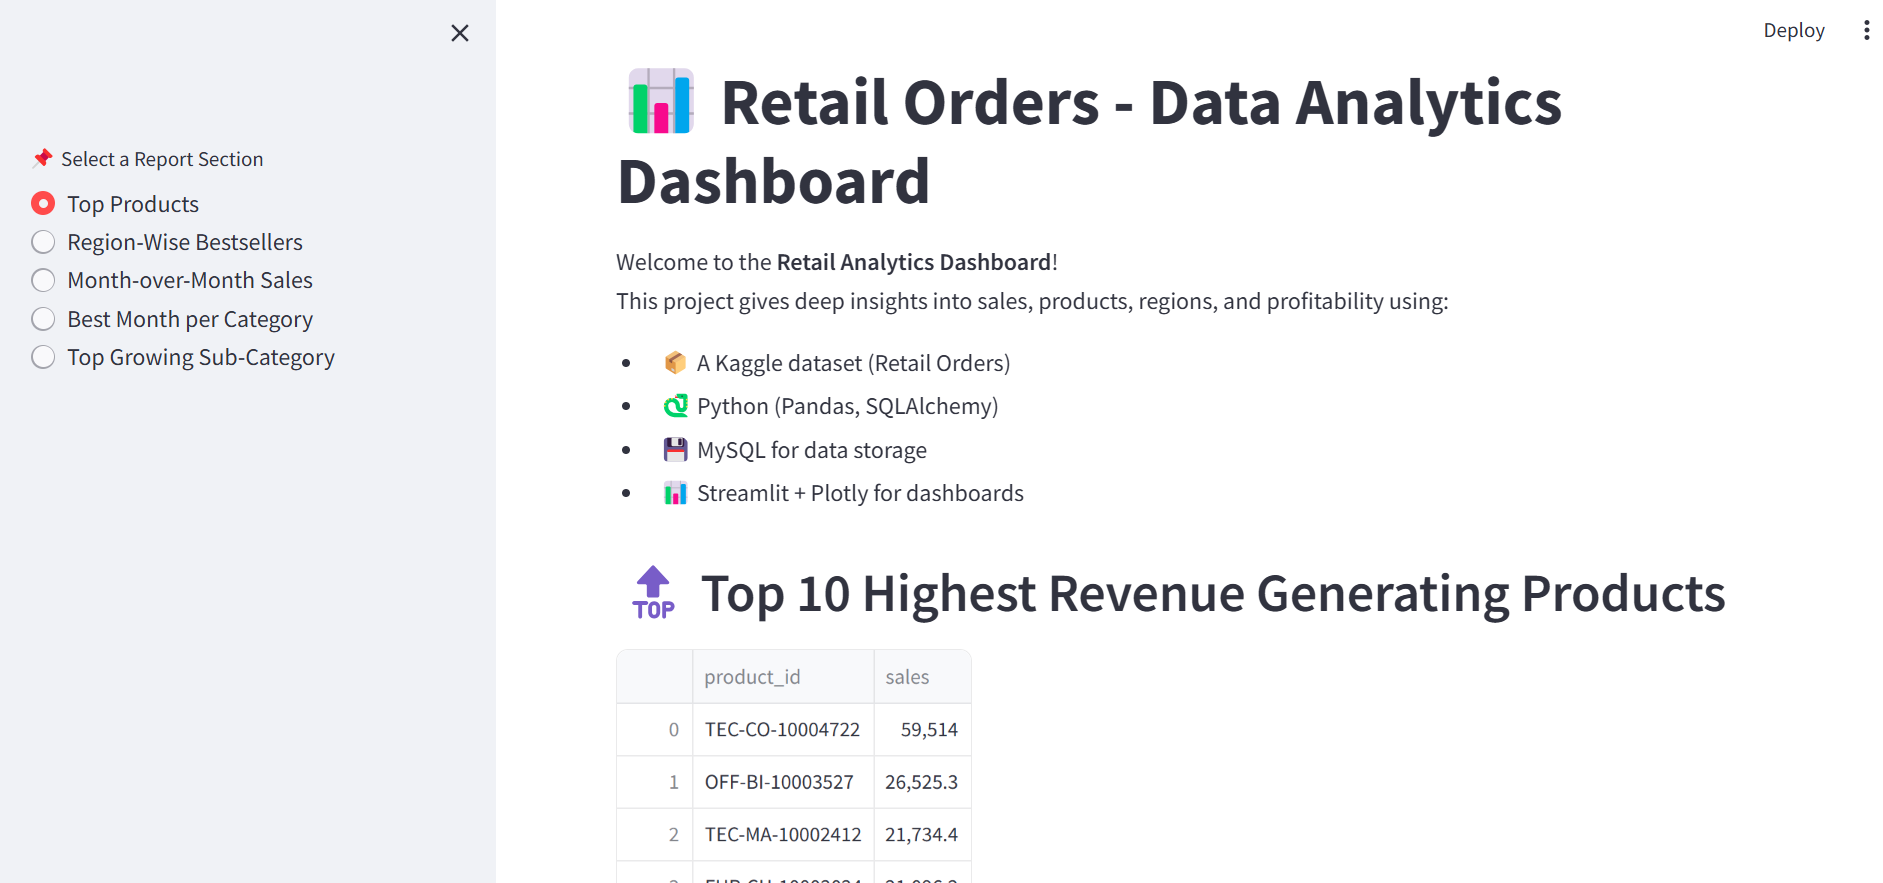 Deploy
📌 Select a Report Section
Top Products
Region-Wise Bestsellers
Month-over-Month Sales
Best Month per Category
Top Growing Sub-Category
📊 Retail Orders - Data Analytics
Dashboard
Welcome to the Retail Analytics Dashboard!
This project gives deep insights into sales, products, regions, and profitability using:
• 📦 A Kaggle dataset (Retail Orders)
• 🐍 Python (Pandas, SQLAlchemy)
• 💾 MySQL for data storage
• 📊 Streamlit + Plotly for dashboards
🔝 Top 10 Highest Revenue Generating Products
product_id sales
0 TEC-CO-10004722 59,514
1 OFF-BI-10003527 26,525.3
2 TEC-MA-10002412 21,734.4